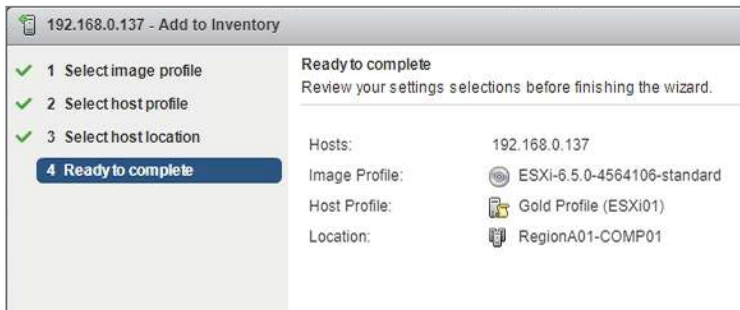 192.168.0.137 - Add to Inventory
1 Select image profile
2 Select host profile
3 Select host location
4 Ready to complete
Ready to complete
Review your settings selections before finishing the wizard.
Hosts: 192.168.0.137
Image Profile: ESXi-6.5.0-4564106-standard
Host Profile: Gold Profile (ESXi01)
Location: RegionA01-COMP01